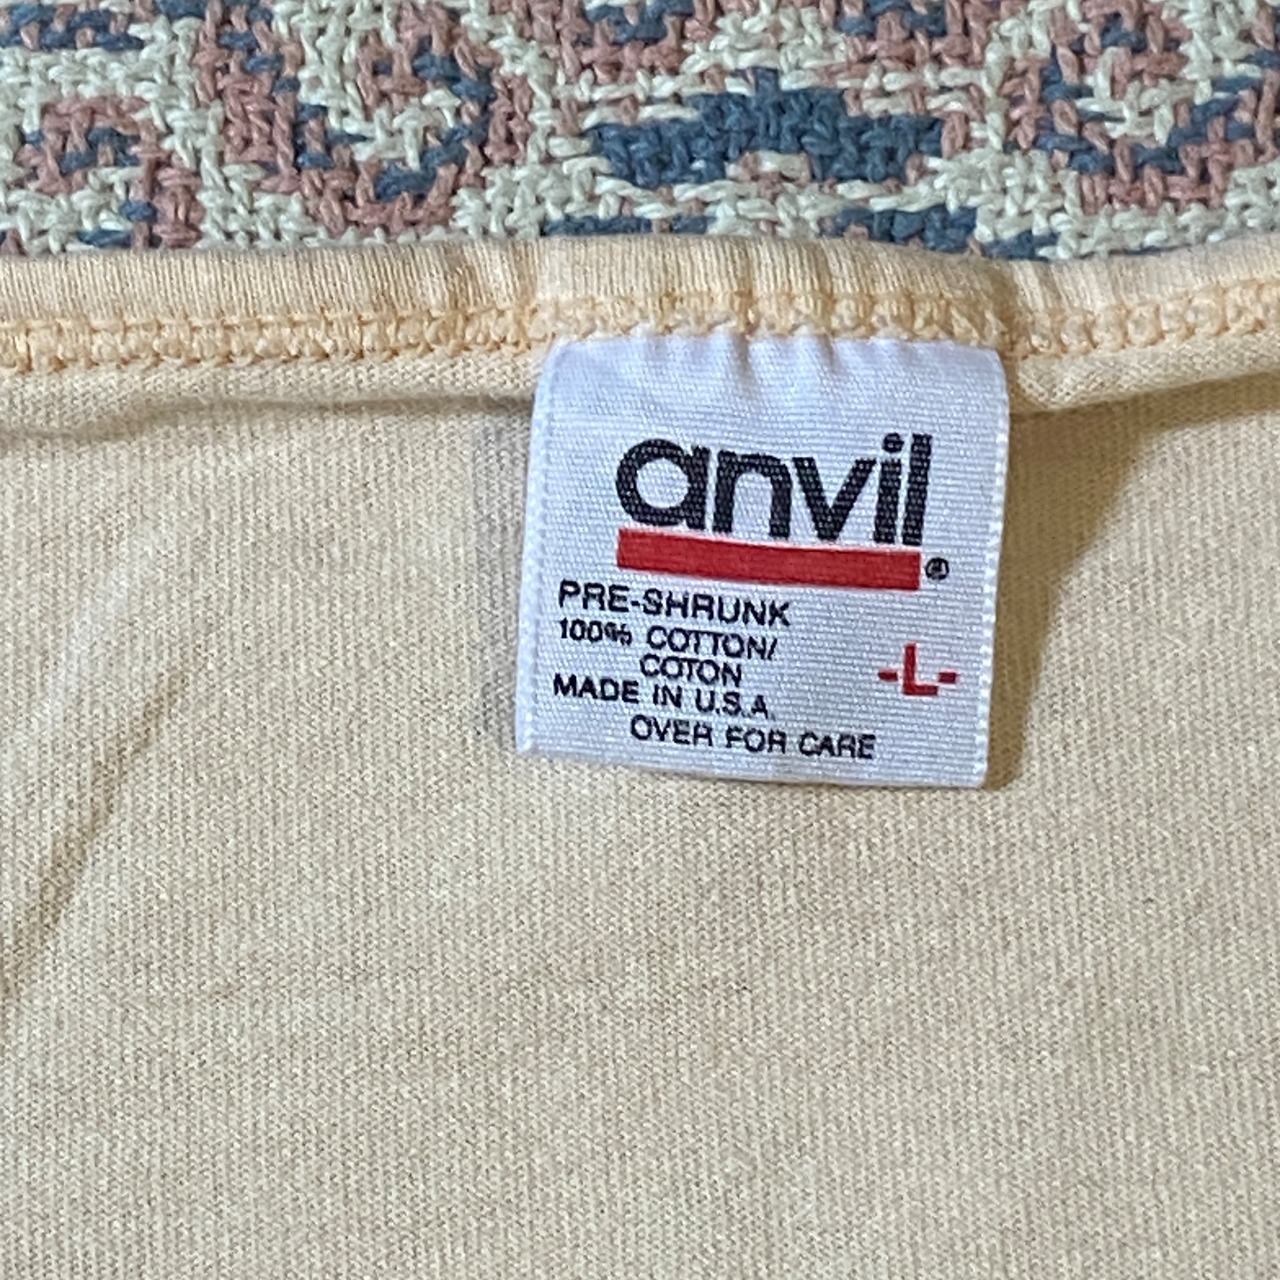 anvil®
PRE-SHRUNK
100% COTTON/
COTON
-L-
MADE IN U.S.A.
OVER FOR CARE